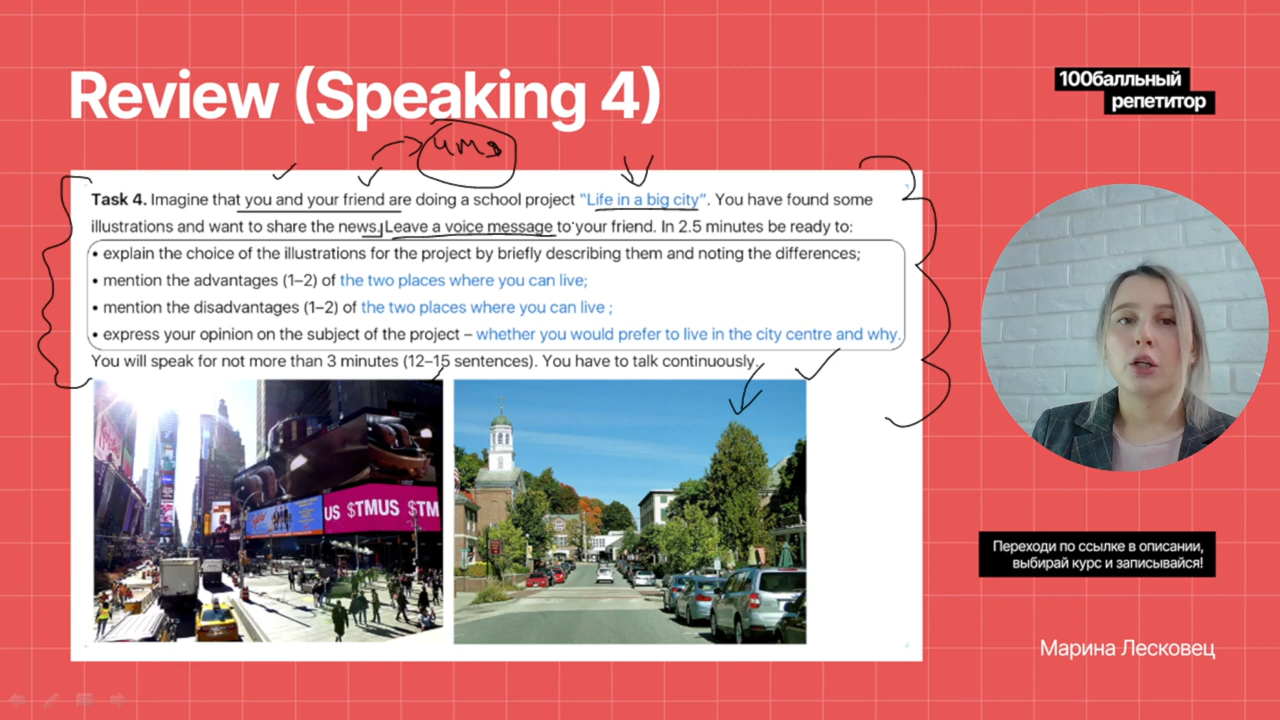 Review (Speaking 4)
100балльный
репетитор
Task 4. Imagine that you and your friend are doing a school project “Life in a big city”. You have found some
illustrations and want to share the news. Leave a voice message to your friend. In 2.5 minutes be ready to:
• explain the choice of the illustrations for the project by briefly describing them and noting the differences;
• mention the advantages (1–2) of the two places where you can live;
• mention the disadvantages (1–2) of the two places where you can live ;
• express your opinion on the subject of the project – whether you would prefer to live in the city centre and why.
You will speak for not more than 3 minutes (12–15 sentences). You have to talk continuously.
US $TMUS $TM
Переходи по ссылке в описании,
выбирай курс и записывайся!
Марина Лесковец